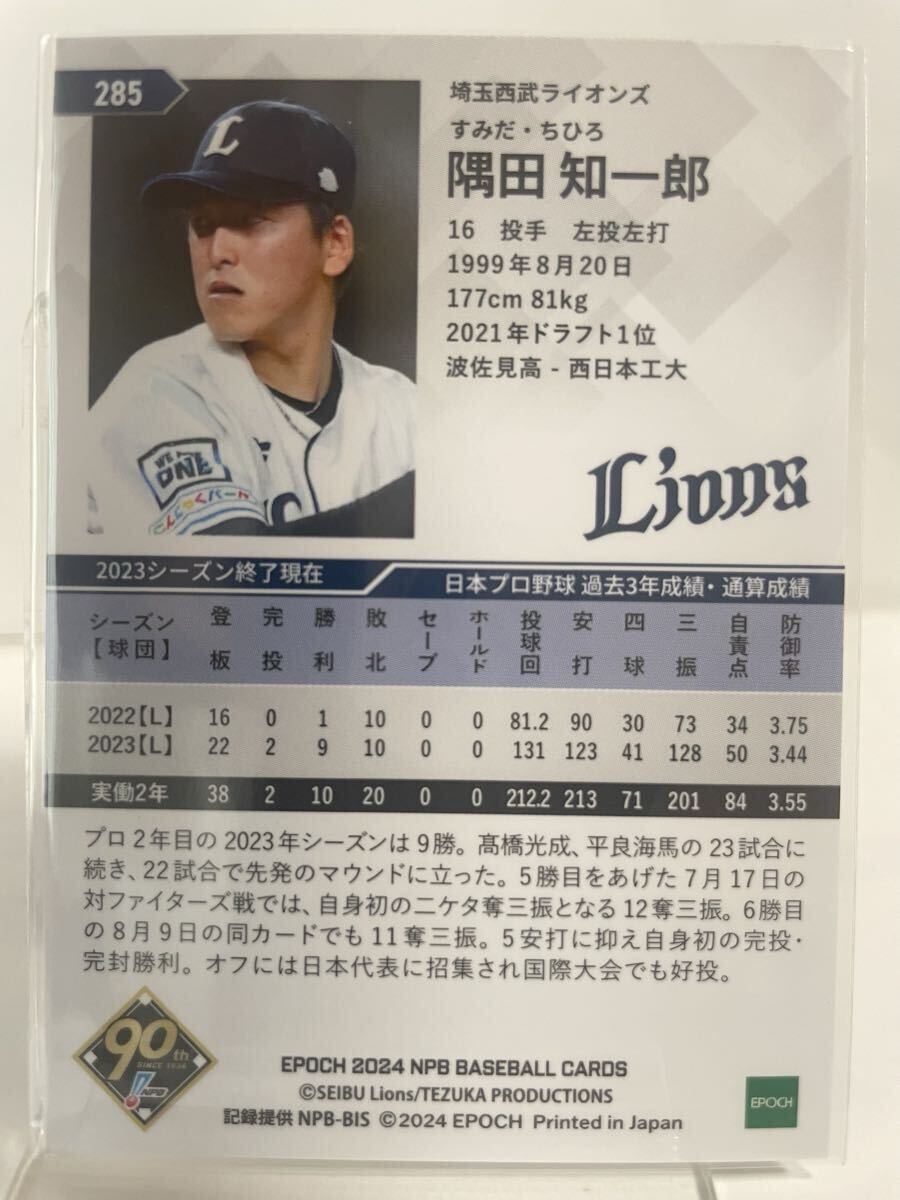 285
埼玉西武ライオンズ
すみだ・ちひろ
隅田 知一郎
16 投手 左投左打
1999年8月20日
177cm 81kg
2021年ドラフト1位
波佐見高 - 西日本工大
L
WE ARE ONE
Lions
2023シーズン終了現在
日本プロ野球 過去3年成績・通算成績
シーズン【球団】 登板 完投 勝利 敗北 セーブ ホールド 投球回 安打 四球 三振 自責点 防御率
2022【L】 16 0 1 10 0 0 81.2 90 30 73 34 3.75
2023【L】 22 2 9 10 0 0 131 123 41 128 50 3.44
実働2年 38 2 10 20 0 0 212.2 213 71 201 84 3.55
プロ2年目の2023年シーズンは9勝。髙橋光成、平良海馬の23試合に
続き、22試合で先発のマウンドに立った。5勝目をあげた7月17日の
対ファイターズ戦では、自身初の二ケタ奪三振となる12奪三振。6勝目
の8月9日の同カードでも11奪三振。5安打に抑え自身初の完投・
完封勝利。オフには日本代表に招集され国際大会でも好投。
90th
SINCE 1934
NPB
EPOCH 2024 NPB BASEBALL CARDS
©SEIBU Lions/TEZUKA PRODUCTIONS
記録提供 NPB-BIS ©2024 EPOCH Printed in Japan
EPOCH